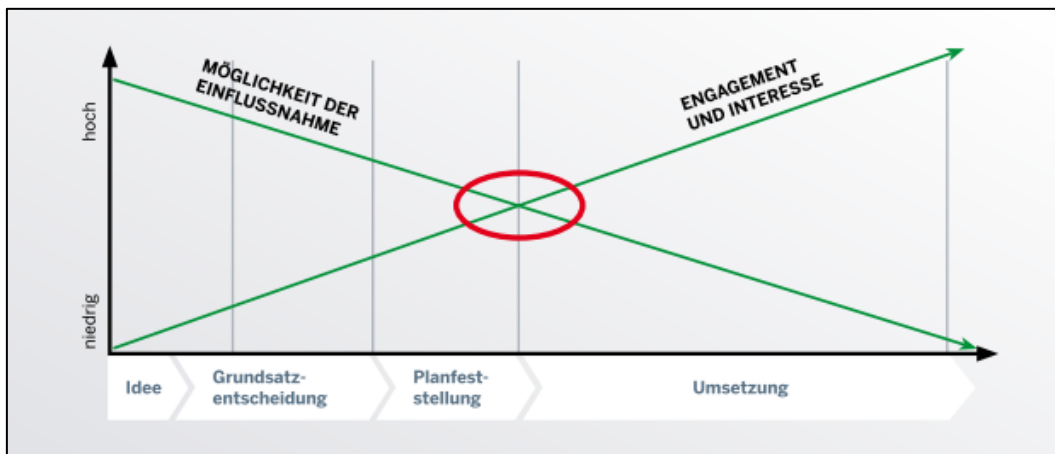 MÖGLICHKEIT DER
EINFLUSSNAHME
ENGAGEMENT
UND INTERESSE
hoch
niedrig
Idee
Grundsatz-
entscheidung
Planfest-
stellung
Umsetzung